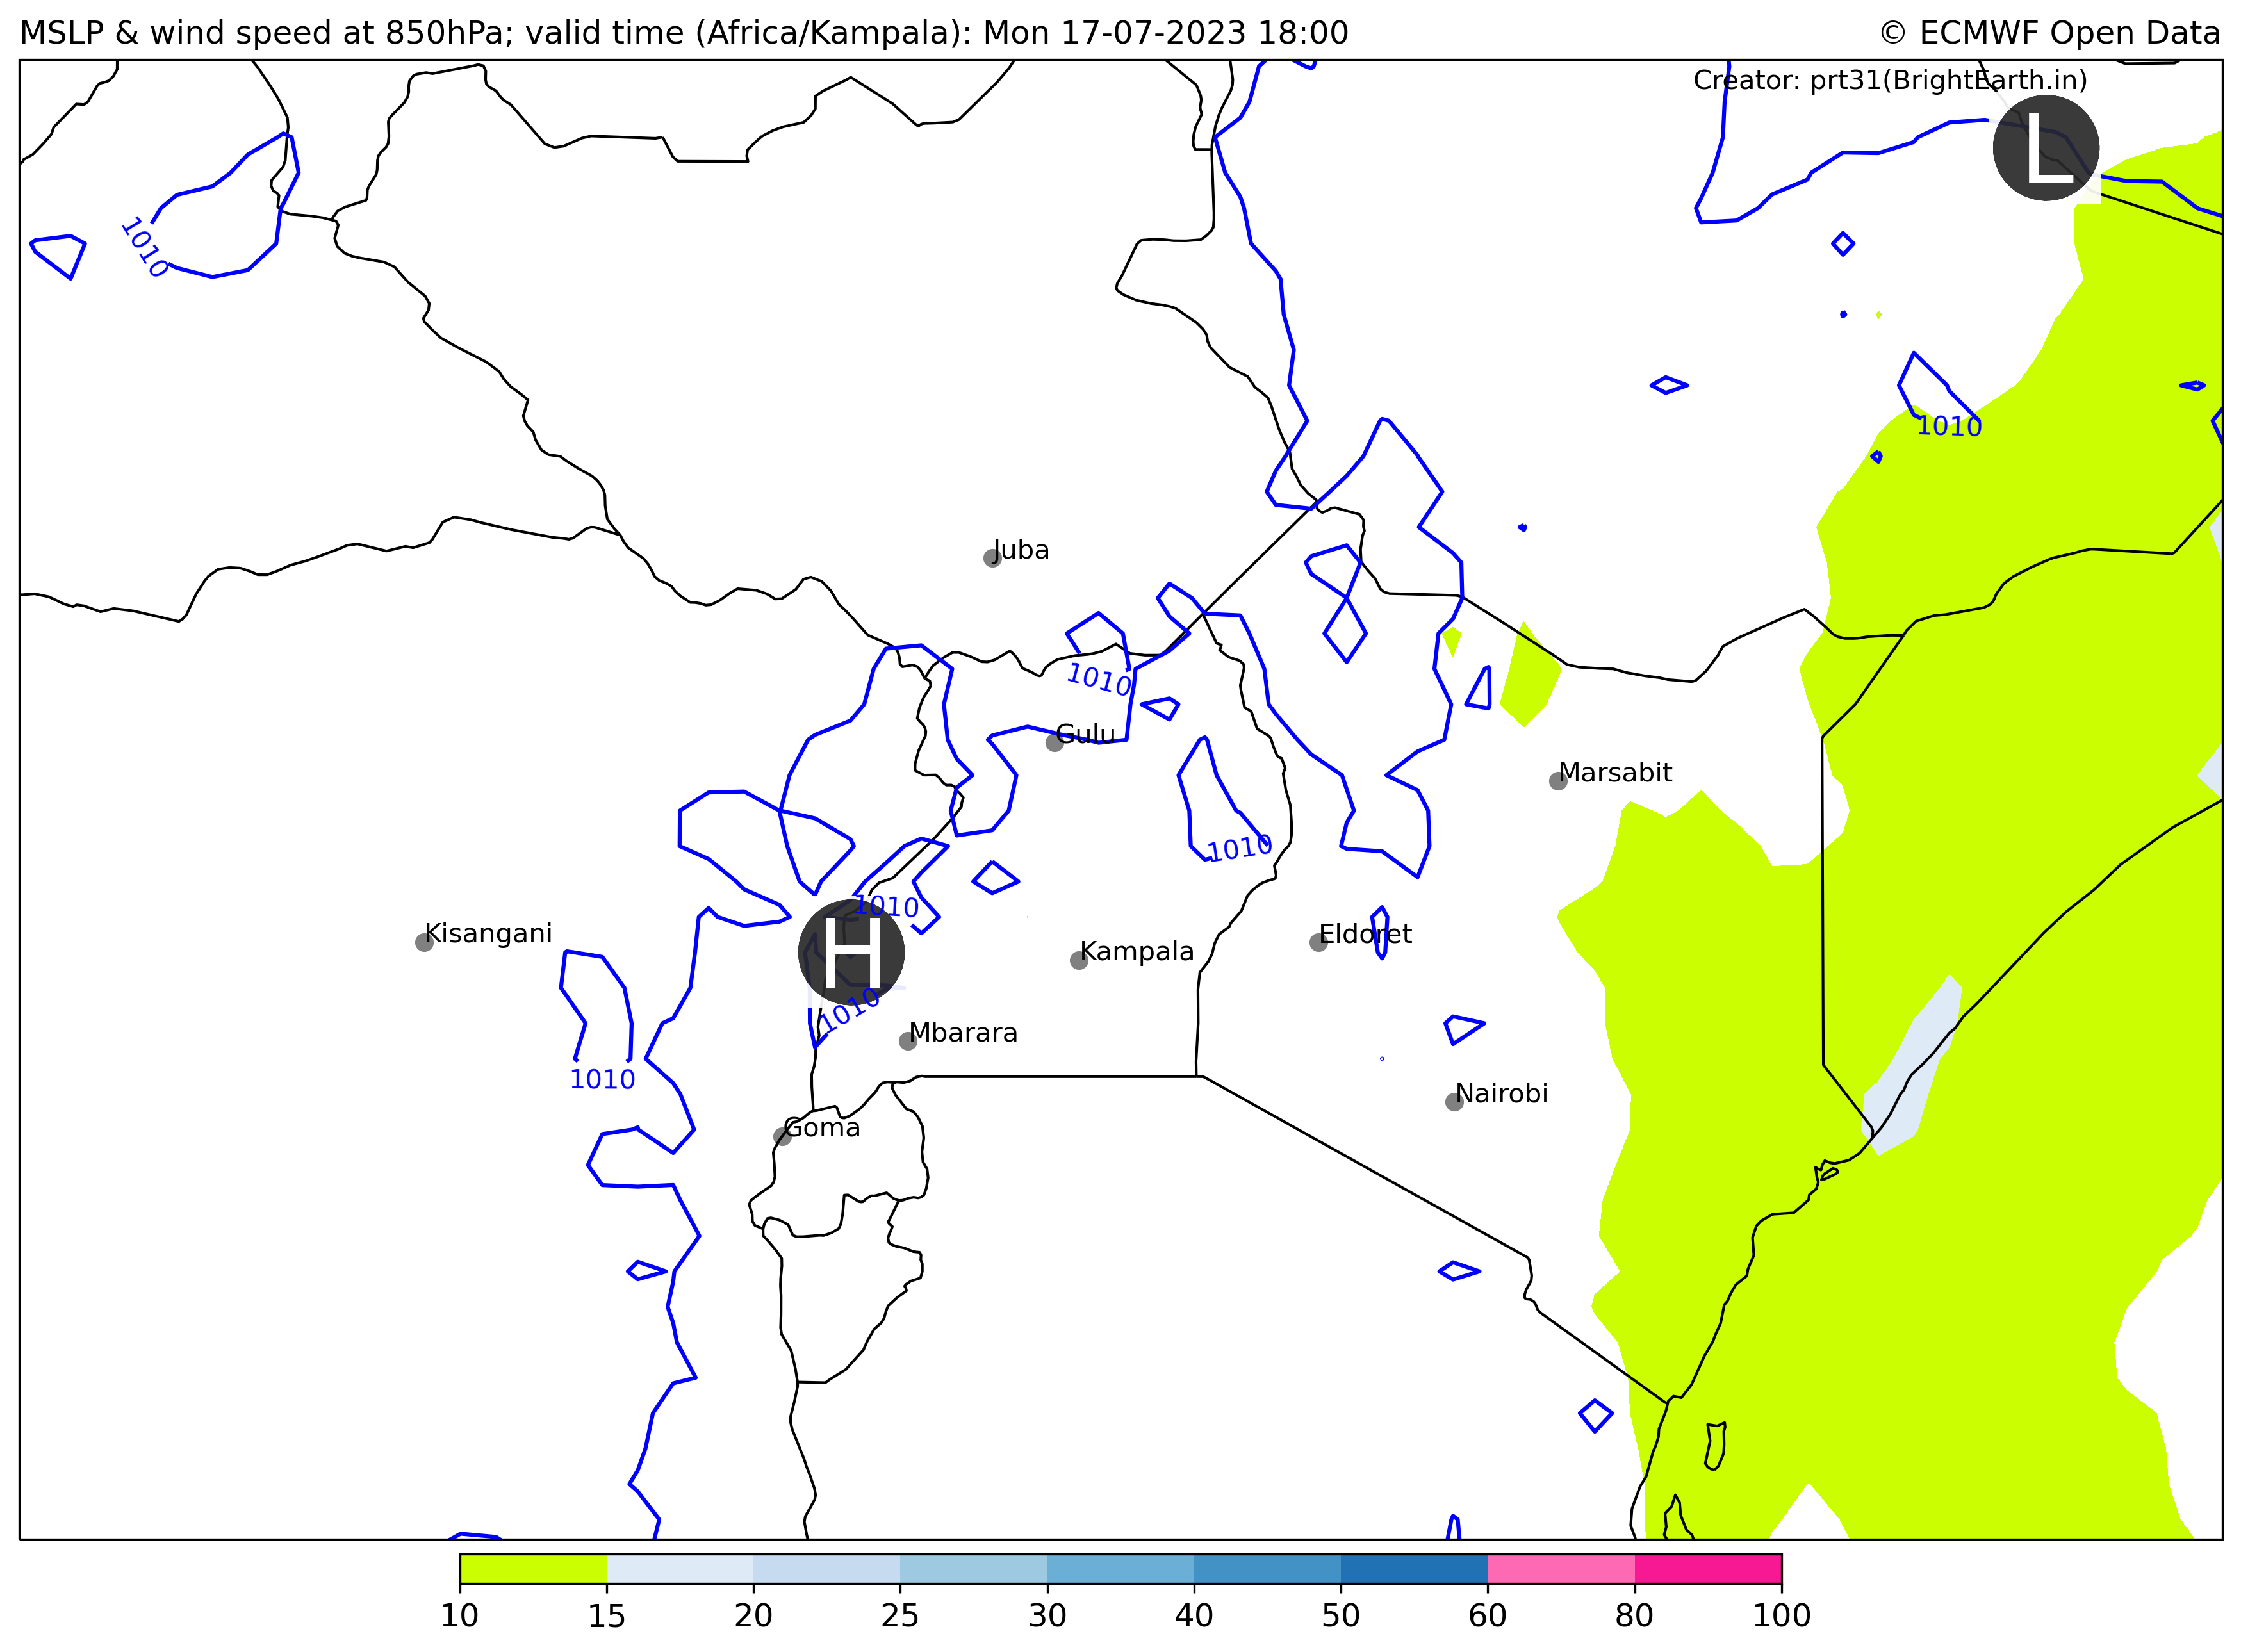 MSLP & wind speed at 850hPa; valid time (Africa/Kampala): Mon 17-07-2023 18:00
© ECMWF Open Data
Creator: prt31(BrightEarth.in)
L
1010
1010
Juba
1010
Gulu
Marsabit
1010
1010
Kisangani
H
Kampala
Eldoret
1010
Mbarara
1010
Nairobi
Goma
10 15 20 25 30 40 50 60 80 100